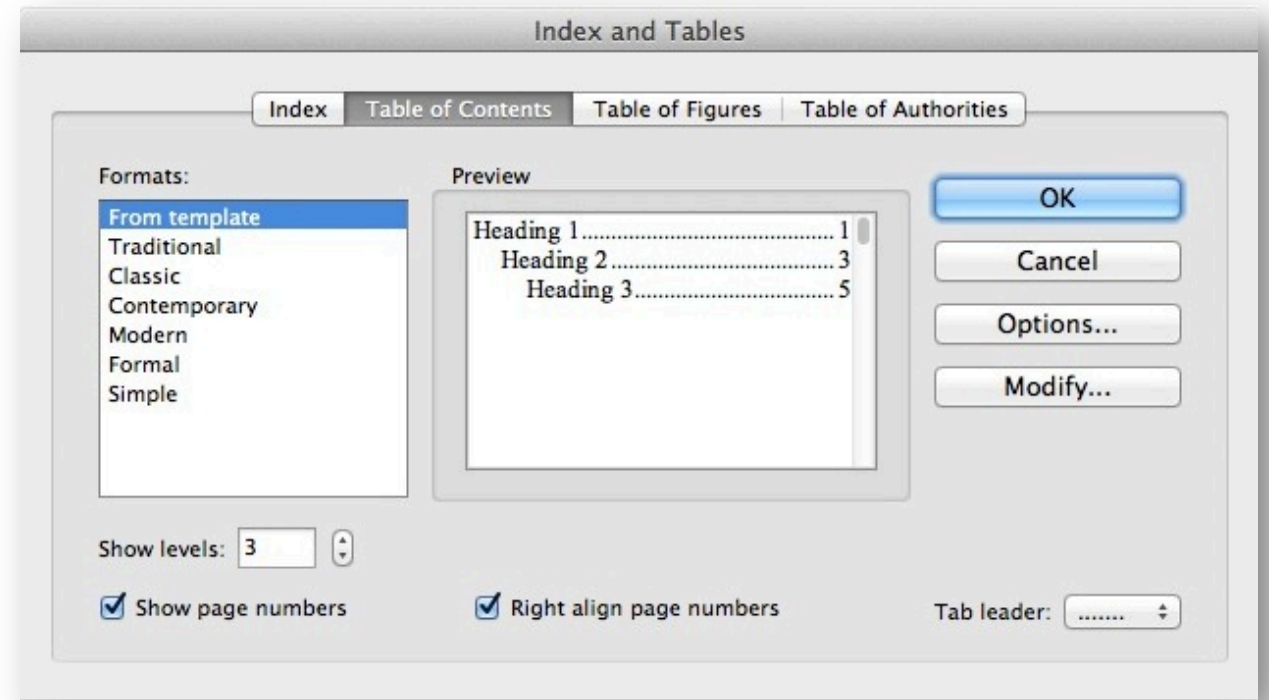 Index and Tables
Index Table of Contents Table of Figures Table of Authorities
Formats:
From template
Traditional
Classic
Contemporary
Modern
Formal
Simple
Preview
Heading 1.......................................... 1
Heading 2...................................... 3
Heading 3.................................. 5
OK
Cancel
Options...
Modify...
Show levels: 3
Show page numbers
Right align page numbers
Tab leader: .......